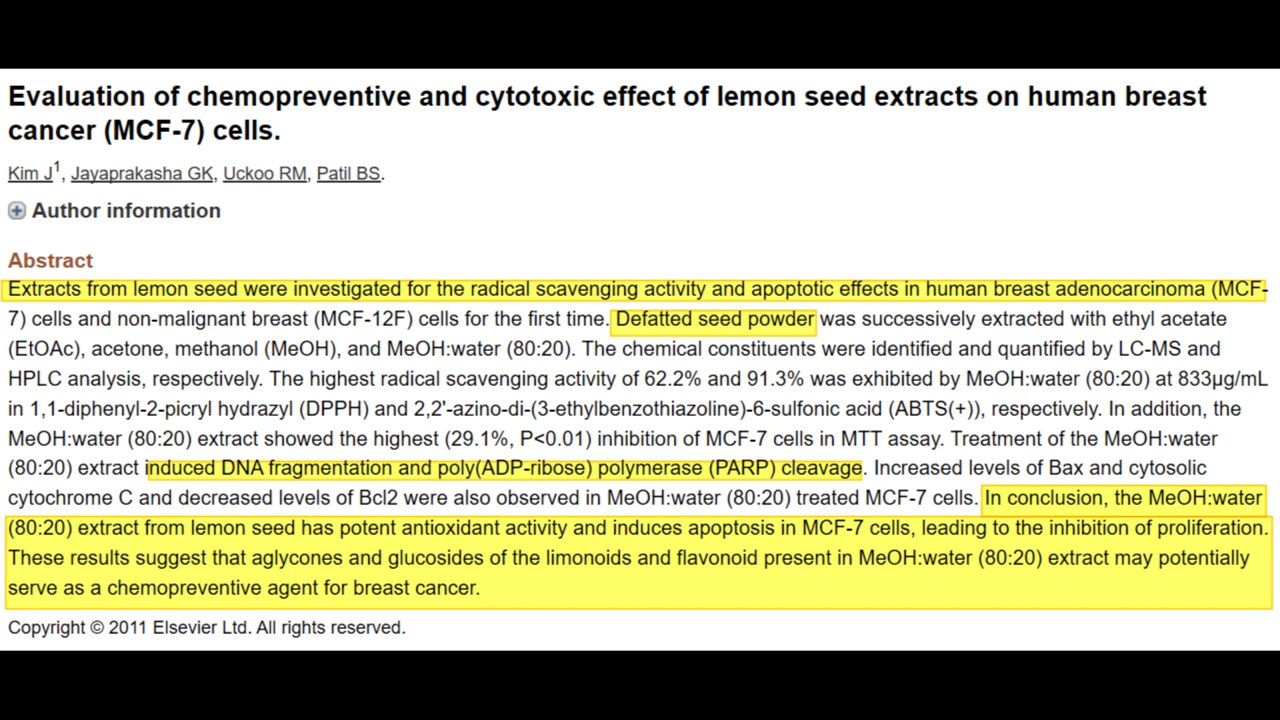 Evaluation of chemopreventive and cytotoxic effect of lemon seed extracts on human breast
cancer (MCF-7) cells.
Kim J1, Jayaprakasha GK, Uckoo RM, Patil BS.
Author information
Abstract
Extracts from lemon seed were investigated for the radical scavenging activity and apoptotic effects in human breast adenocarcinoma (MCF-
7) cells and non-malignant breast (MCF-12F) cells for the first time. Defatted seed powder was successively extracted with ethyl acetate
(EtOAc), acetone, methanol (MeOH), and MeOH:water (80:20). The chemical constituents were identified and quantified by LC-MS and
HPLC analysis, respectively. The highest radical scavenging activity of 62.2% and 91.3% was exhibited by MeOH:water (80:20) at 833μg/mL
in 1,1-diphenyl-2-picryl hydrazyl (DPPH) and 2,2'-azino-di-(3-ethylbenzothiazoline)-6-sulfonic acid (ABTS(+)), respectively. In addition, the
MeOH:water (80:20) extract showed the highest (29.1%, P<0.01) inhibition of MCF-7 cells in MTT assay. Treatment of the MeOH:water
(80:20) extract induced DNA fragmentation and poly(ADP-ribose) polymerase (PARP) cleavage. Increased levels of Bax and cytosolic
cytochrome C and decreased levels of Bcl2 were also observed in MeOH:water (80:20) treated MCF-7 cells. In conclusion, the MeOH:water
(80:20) extract from lemon seed has potent antioxidant activity and induces apoptosis in MCF-7 cells, leading to the inhibition of proliferation.
These results suggest that aglycones and glucosides of the limonoids and flavonoid present in MeOH:water (80:20) extract may potentially
serve as a chemopreventive agent for breast cancer.
Copyright © 2011 Elsevier Ltd. All rights reserved.